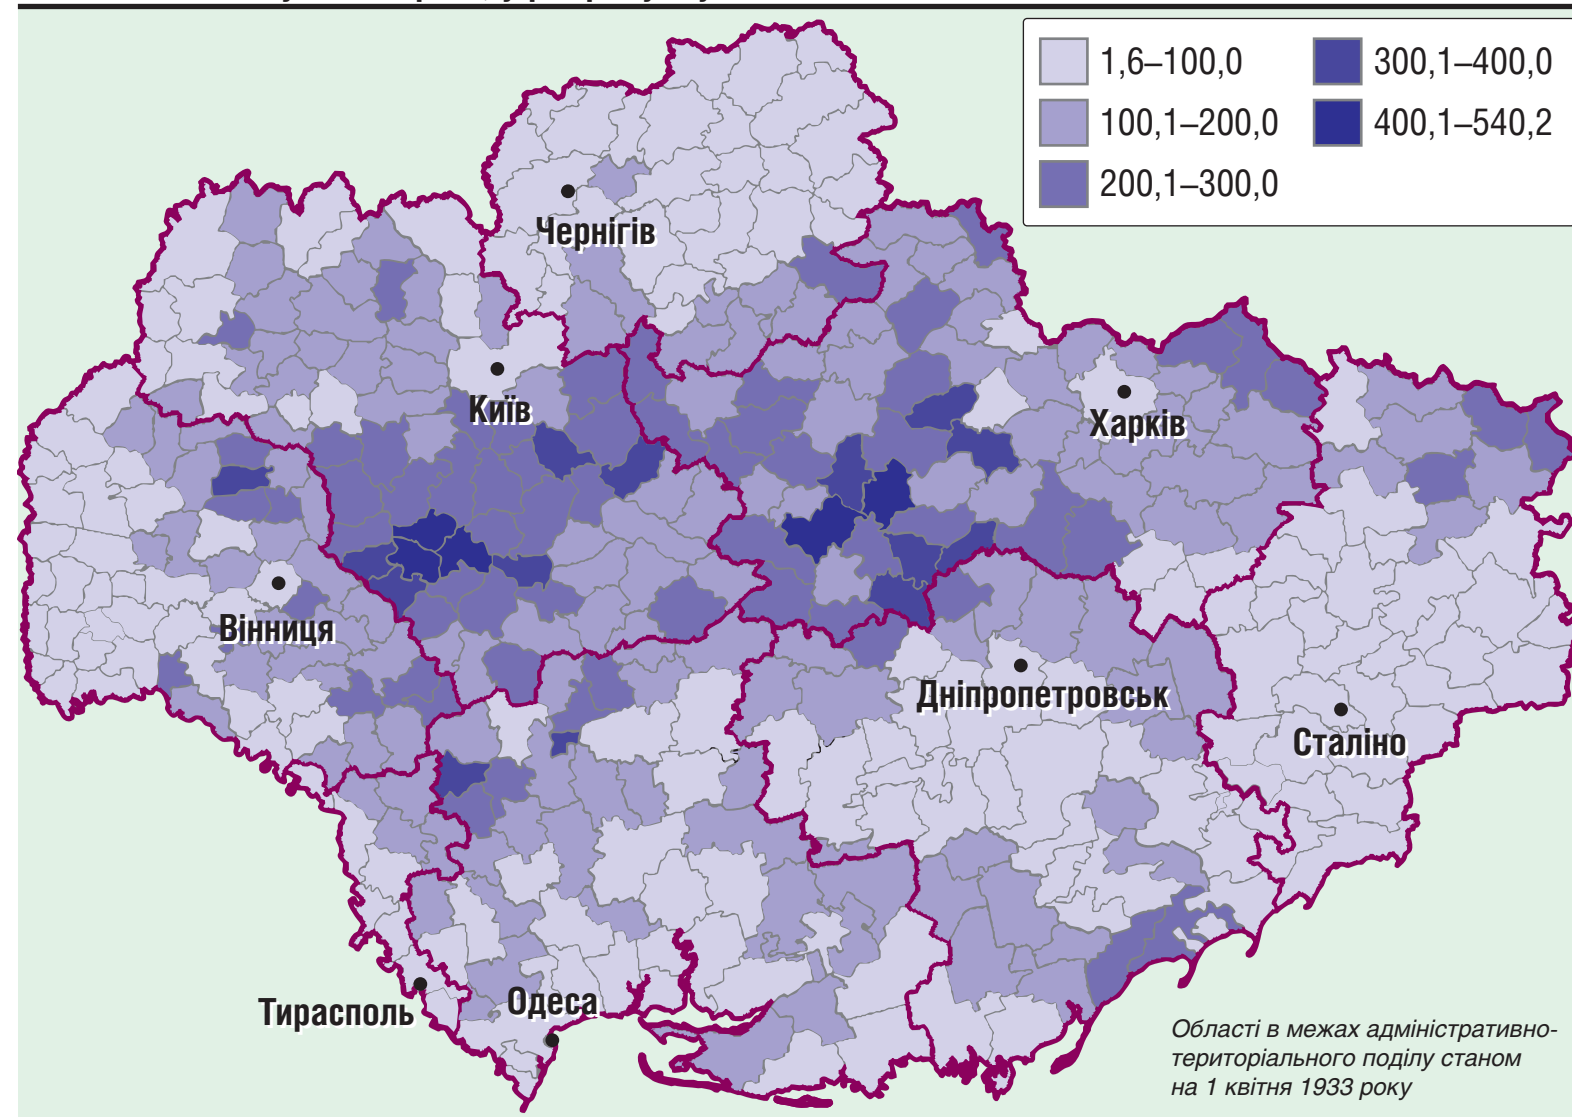 1,6–100,0
100,1–200,0
200,1–300,0
300,1–400,0
400,1–540,2
Чернігів
Київ
Харків
Вінниця
Дніпропетровськ
Сталіно
Тирасполь
Одеса
Області в межах адміністративно-
територіального поділу станом
на 1 квітня 1933 року